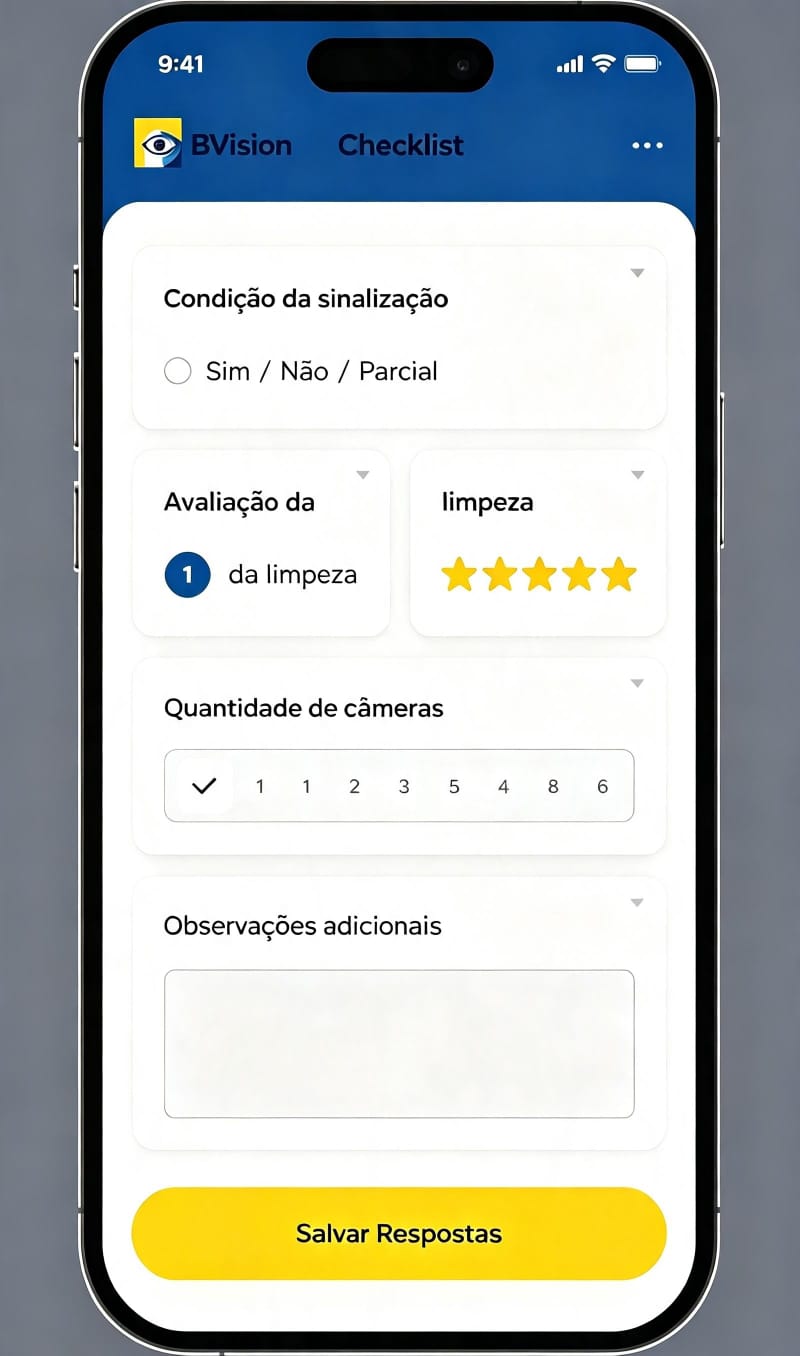 9:41
BVision Checklist
Condição da sinalização
Sim / Não / Parcial
Avaliação da
1 da limpeza
limpeza
Quantidade de câmeras
1 1 2 3 5 4 8 6
Observações adicionais
Salvar Respostas